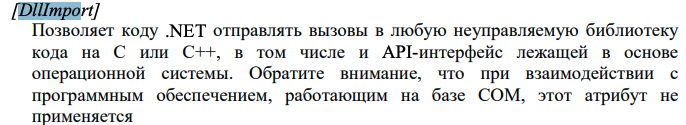 [DllImport]
Позволяет коду .NET отправлять вызовы в любую неуправляемую библиотеку
кода на С или С++, в том числе и API-интерфейс лежащей в основе
операционной системы. Обратите внимание, что при взаимодействии с
программным обеспечением, работающим на базе СОМ, этот атрибут не
применяется